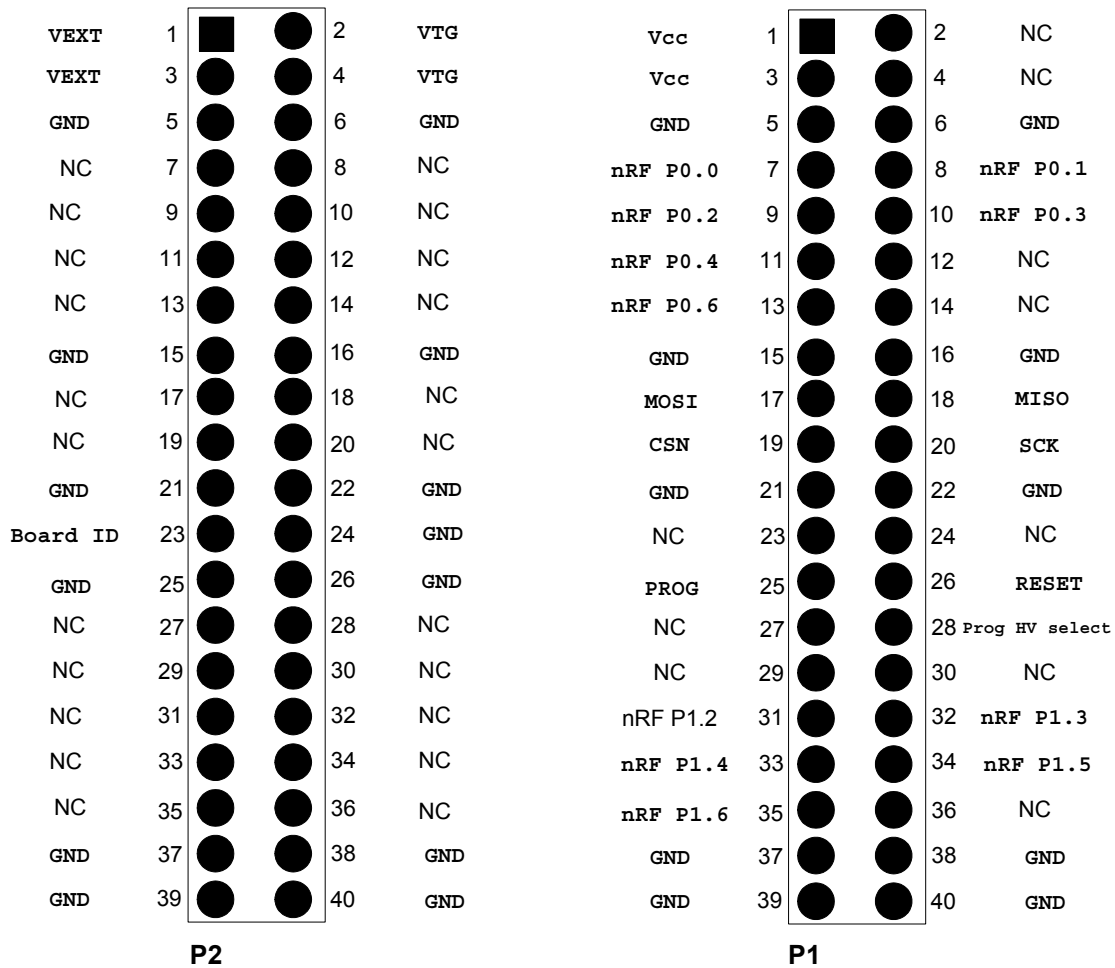 VEXT 1 2 VTG Vcc 1 2 NC
VEXT 3 4 VTG Vcc 3 4 NC
GND 5 6 GND GND 5 6 GND
NC 7 8 NC nRF P0.0 7 8 nRF P0.1
NC 9 10 NC nRF P0.2 9 10 nRF P0.3
NC 11 12 NC nRF P0.4 11 12 NC
NC 13 14 NC nRF P0.6 13 14 NC
GND 15 16 GND GND 15 16 GND
NC 17 18 NC MOSI 17 18 MISO
NC 19 20 NC CSN 19 20 SCK
GND 21 22 GND GND 21 22 GND
Board ID 23 24 GND NC 23 24 NC
GND 25 26 GND PROG 25 26 RESET
NC 27 28 NC NC 27 28 Prog HV select
NC 29 30 NC NC 29 30 NC
NC 31 32 NC nRF P1.2 31 32 nRF P1.3
NC 33 34 NC nRF P1.4 33 34 nRF P1.5
NC 35 36 NC nRF P1.6 35 36 NC
GND 37 38 GND GND 37 38 GND
GND 39 40 GND GND 39 40 GND
P2 P1